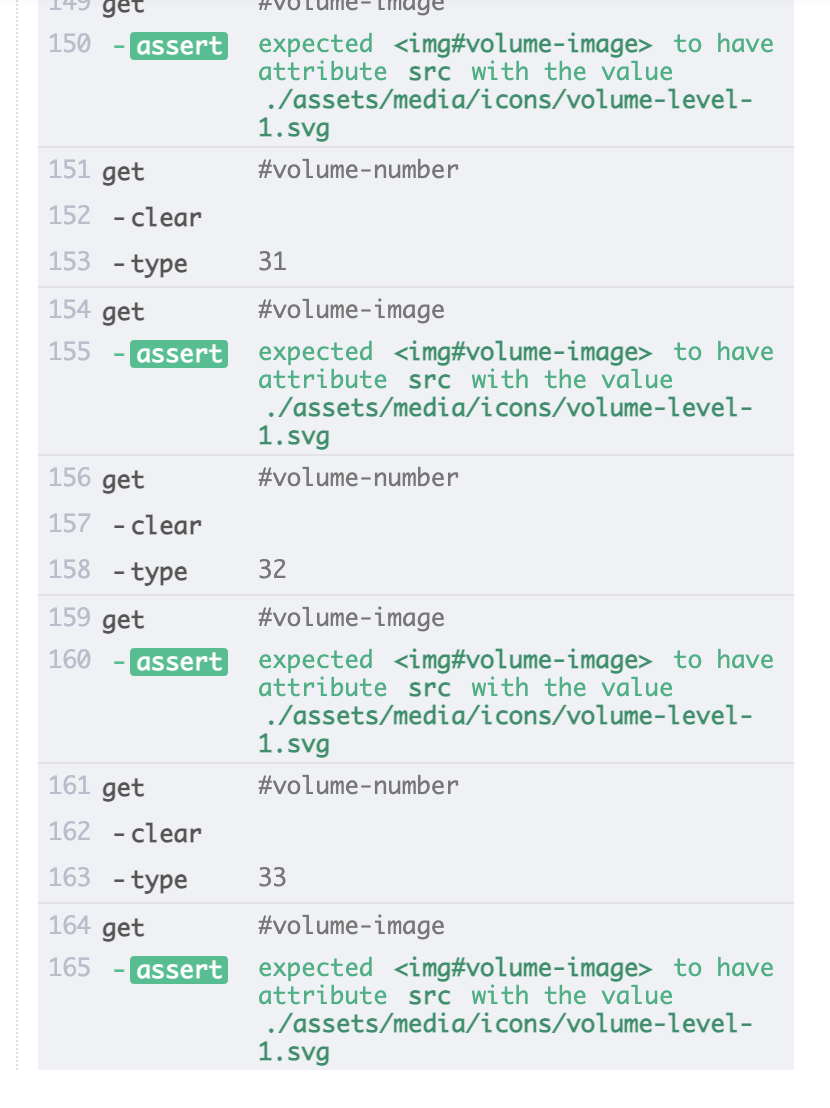 149 get #volume-image
150 -assert expected <img#volume-image> to have
attribute src with the value
./assets/media/icons/volume-level-
1.svg
151 get #volume-number
152 -clear
153 -type 31
154 get #volume-image
155 -assert expected <img#volume-image> to have
attribute src with the value
./assets/media/icons/volume-level-
1.svg
156 get #volume-number
157 -clear
158 -type 32
159 get #volume-image
160 -assert expected <img#volume-image> to have
attribute src with the value
./assets/media/icons/volume-level-
1.svg
161 get #volume-number
162 -clear
163 -type 33
164 get #volume-image
165 -assert expected <img#volume-image> to have
attribute src with the value
./assets/media/icons/volume-level-
1.svg